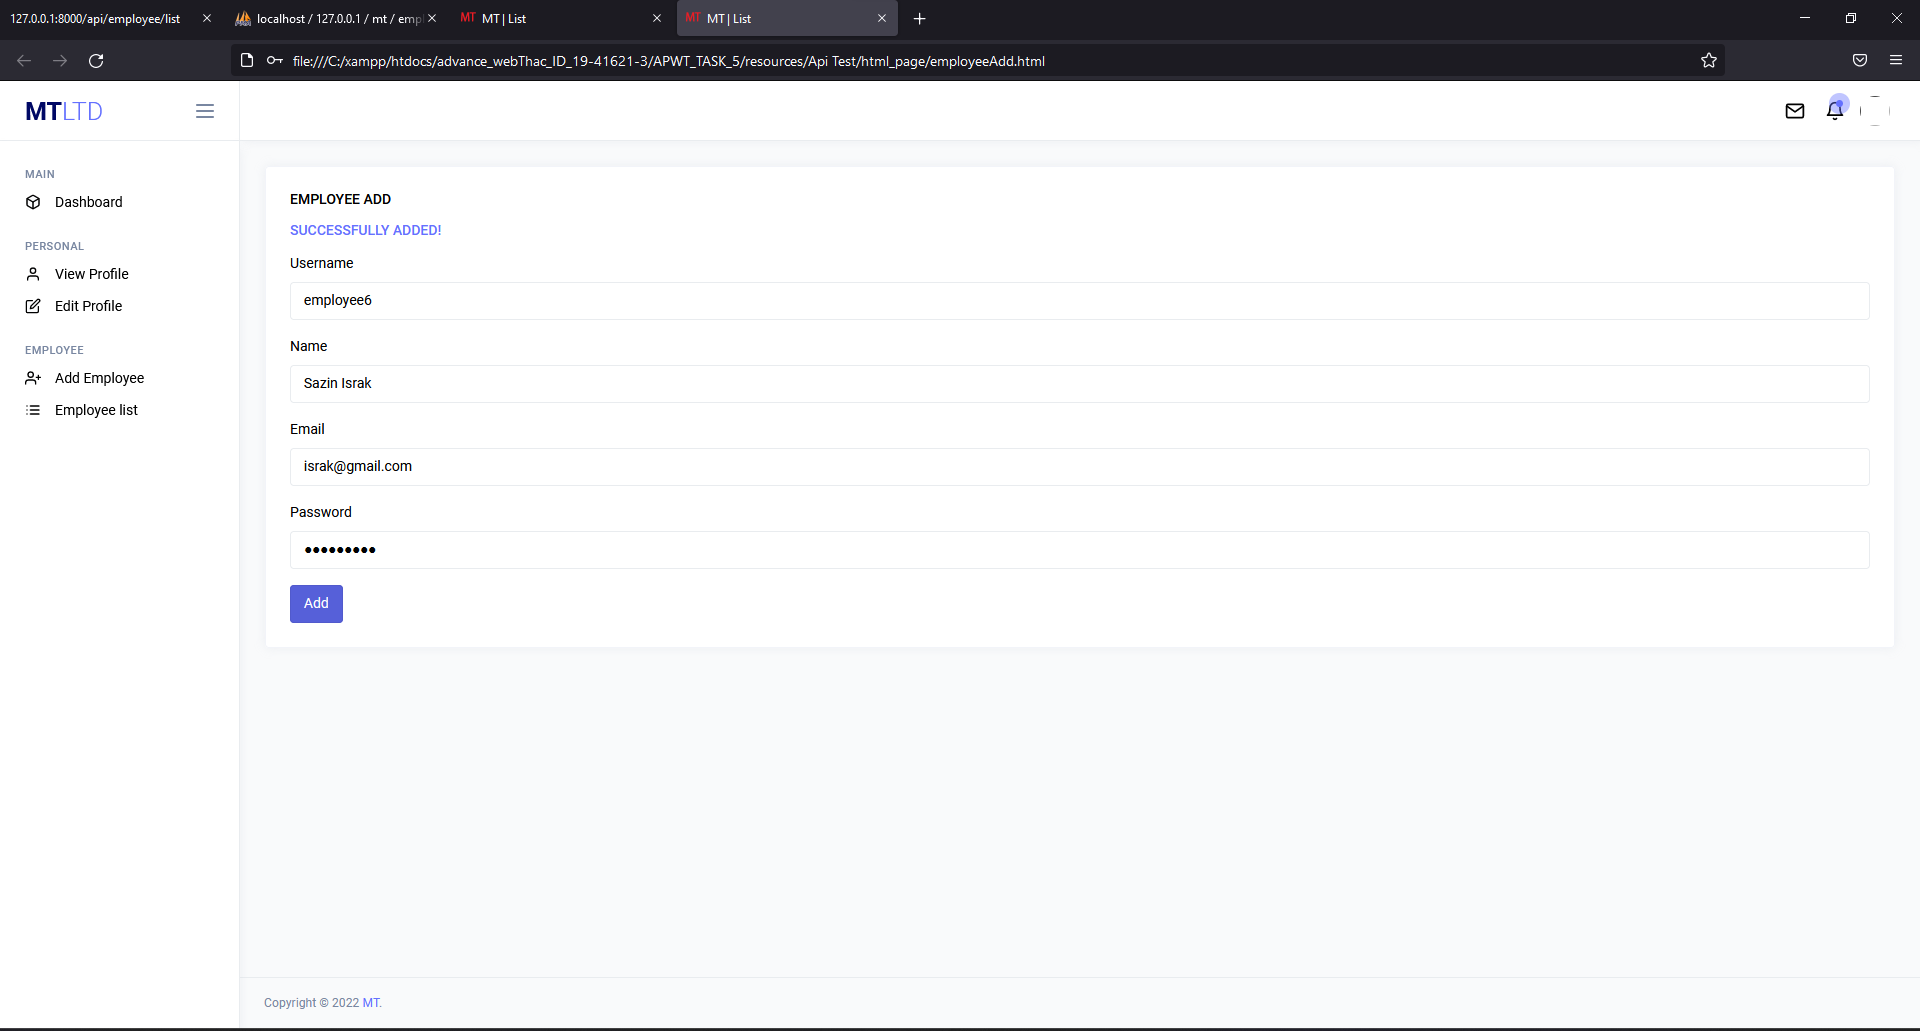 127.0.0.1:8000/api/employee/list
localhost / 127.0.0.1 / mt / emp
MT MT | List
MT MT | List
file:///C:/xampp/htdocs/advance_webThac_ID_19-41621-3/APWT_TASK_5/resources/Api Test/html_page/employeeAdd.html
MTLTD
MAIN
Dashboard
PERSONAL
View Profile
Edit Profile
EMPLOYEE
Add Employee
Employee list
EMPLOYEE ADD
SUCCESSFULLY ADDED!
Username
employee6
Name
Sazin Israk
Email
israk@gmail.com
Password
•••••••••
Add
Copyright © 2022 MT.